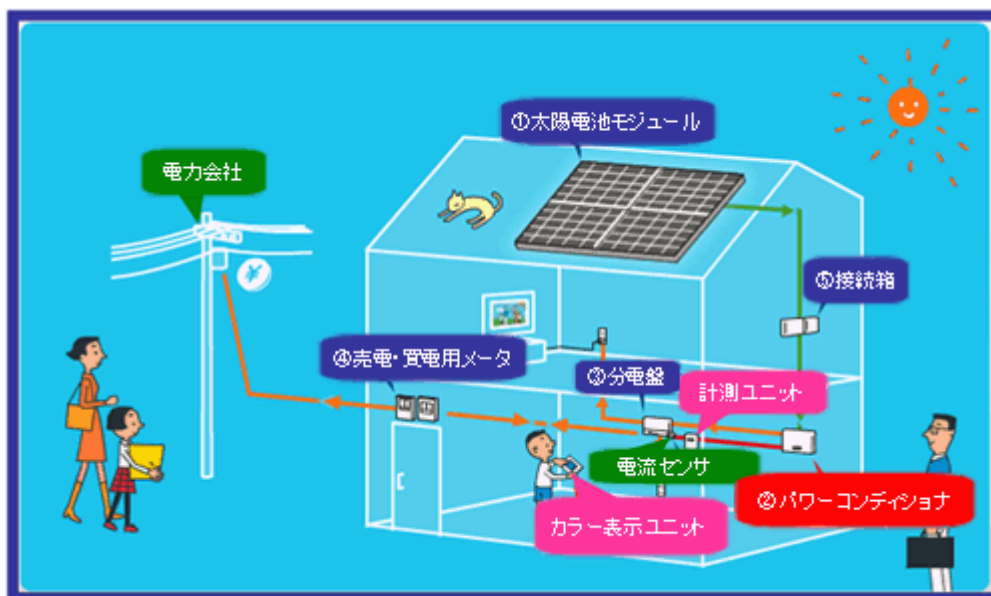 ①太陽電池モジュール
電力会社
¥
⑤接続箱
④売電・買電用メータ
③分電盤
計測ユニット
電流センサ
②パワーコンディショナ
カラー表示ユニット